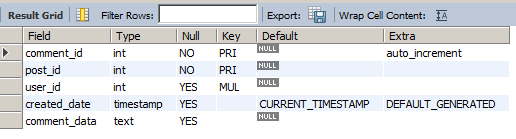 Result Grid Filter Rows: Export: Wrap Cell Content: IA
Field Type Null Key Default Extra
comment_id int NO PRI NULL auto_increment
post_id int NO PRI NULL
user_id int YES MUL NULL
created_date timestamp YES CURRENT_TIMESTAMP DEFAULT_GENERATED
comment_data text YES NULL